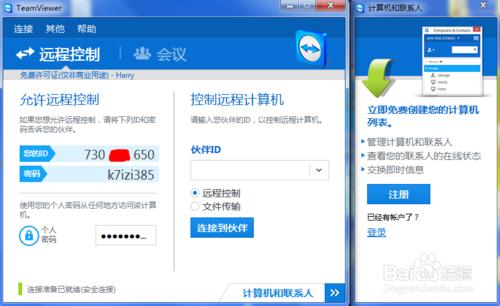 TeamViewer
连接 其他 帮助
远程控制 会议
免费许可证(仅非商业用途) - Harry
允许远程控制
如果您想允许远程控制，请将下列ID和密码告诉您的伙伴。
您的ID 730 650
密码 k7izi385
使用您的个人密码从任何地方访问该计算机。
个人密码
控制远程计算机
请输入您伙伴的 ID，以控制远程计算机。
伙伴ID
远程控制
文件传输
连接到伙伴
连接准备已就绪(安全连接)
计算机和联系人
计算机和联系人
Computers & Contacts
立即免费创建您的计算机
列表。
管理计算机和联系人
查看您的联系人的在线状态
交换即时信息
注册
已经有帐户了？
登录
Baidu 经验